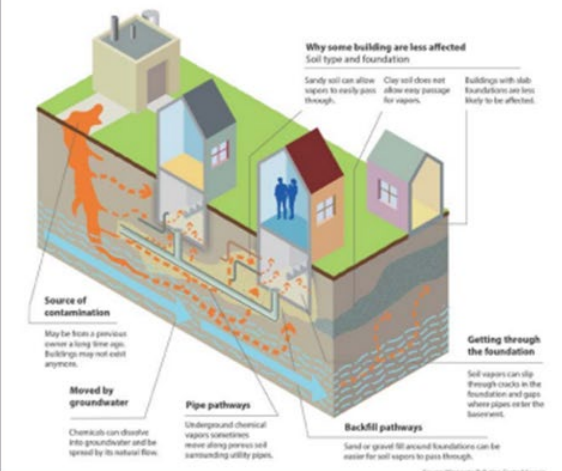 Why some building are less affected
Soil type and foundation
Sandy soil can allow
vapors to easily pass
through.
Clay soil does not
allow easy passage
for vapors.
Buildings with slab
foundations are less
likely to be affected.
Source of
contamination
May be from a previous
owner a long time ago.
Buildings may not exist
anymore.
Moved by
groundwater
Chemicals can dissolve
into groundwater and be
spread by its natural flow.
Pipe pathways
Underground chemical
vapors sometimes
move along porous soil
surrounding utility pipes.
Backfill pathways
Sand or gravel fill around foundations can be
easier for soil vapors to pass through.
Getting through
the foundation
Soil vapors can slip
through cracks in the
foundation and gaps
where pipes enter the
basement.